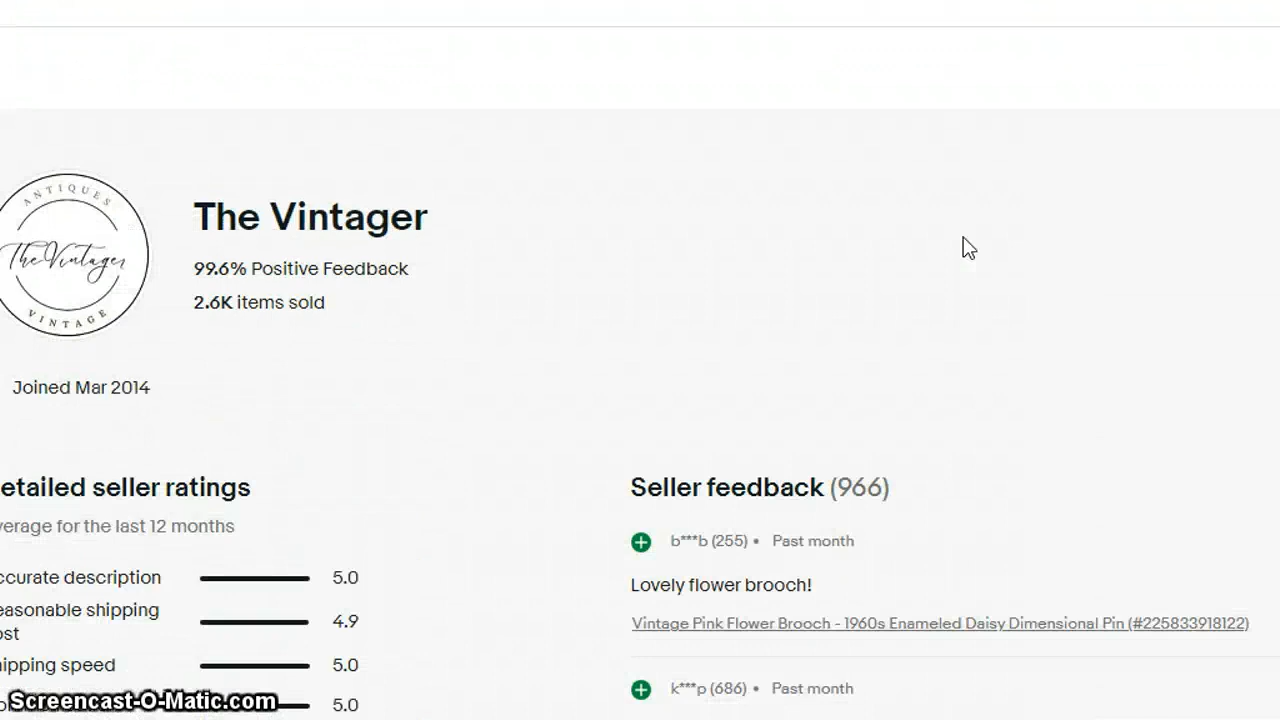 ANTIQUES
The Vintager
VINTAGE
The Vintager
99.6% Positive Feedback
2.6K items sold
Joined Mar 2014
etailed seller ratings
verage for the last 12 months
ccurate description 5.0
easonable shipping
ost 4.9
hipping speed 5.0
5.0
Seller feedback (966)
b***b (255) • Past month
Lovely flower brooch!
Vintage Pink Flower Brooch - 1960s Enameled Daisy Dimensional Pin (#225833918122)
k***p (686) • Past month
Screencast-O-Matic.com